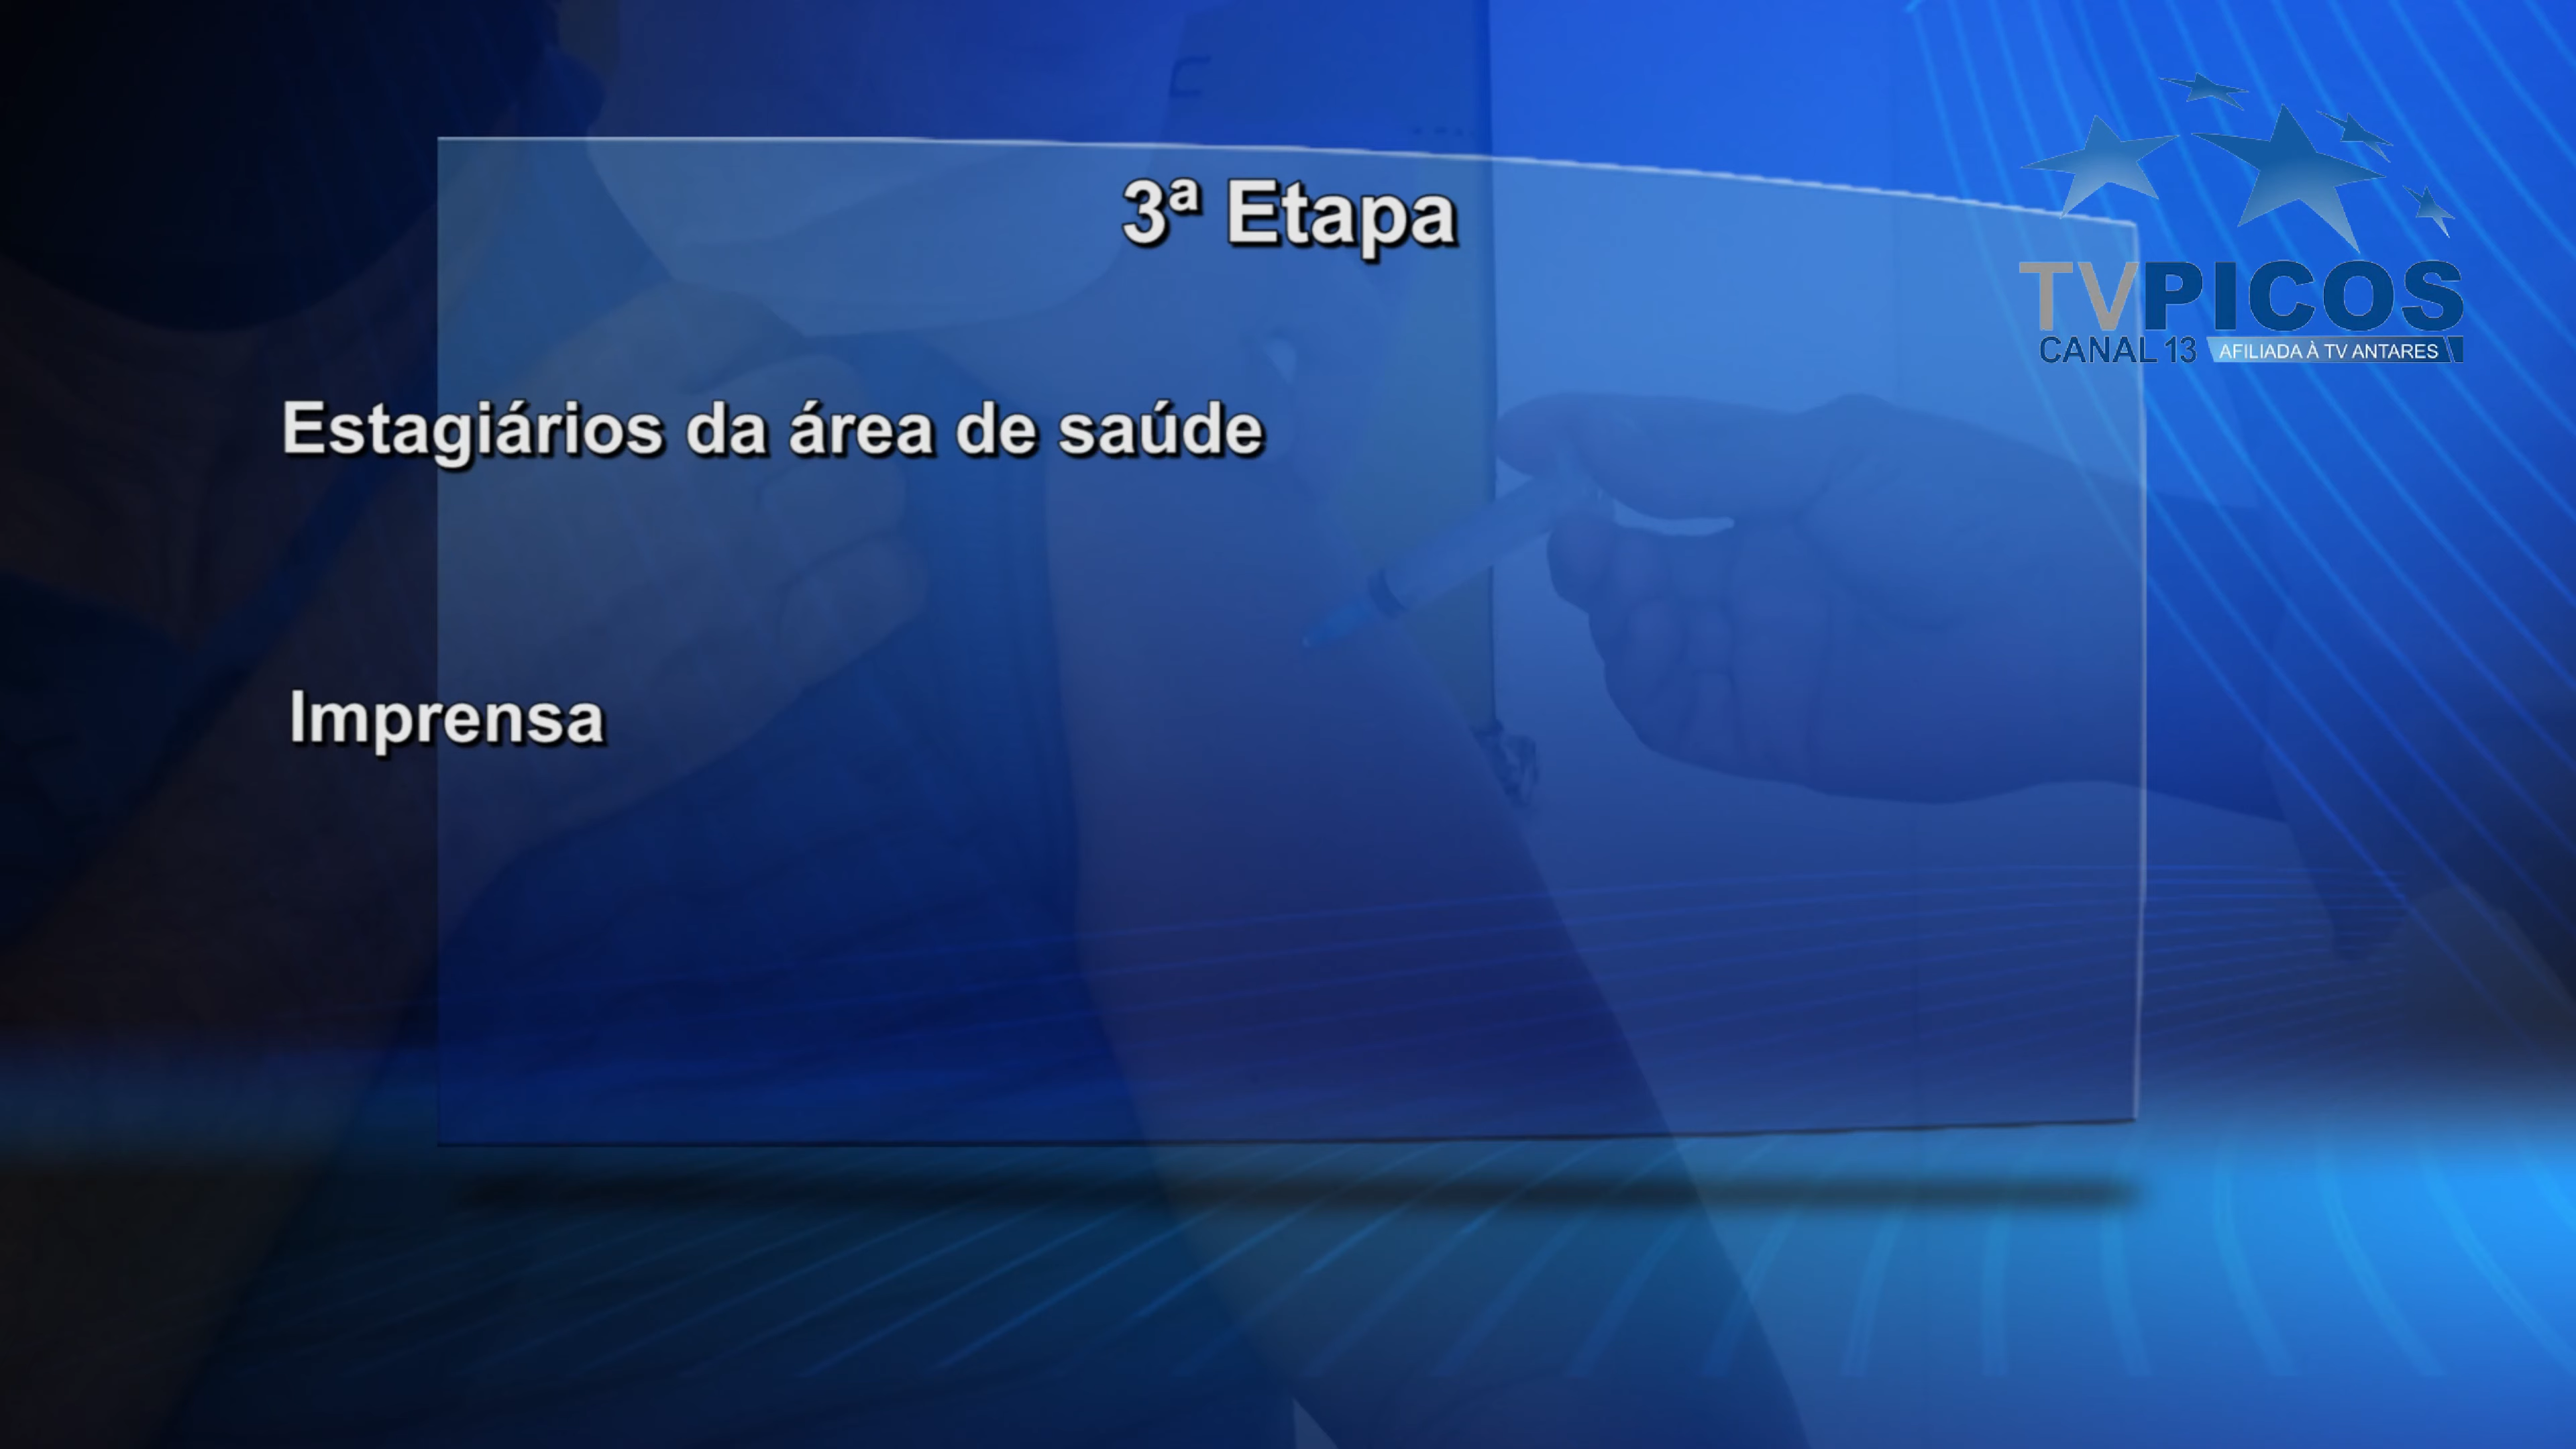 3ª Etapa
TVPICOS
CANAL 13 AFILIADA À TV ANTARES
Estagiários da área de saúde
Imprensa